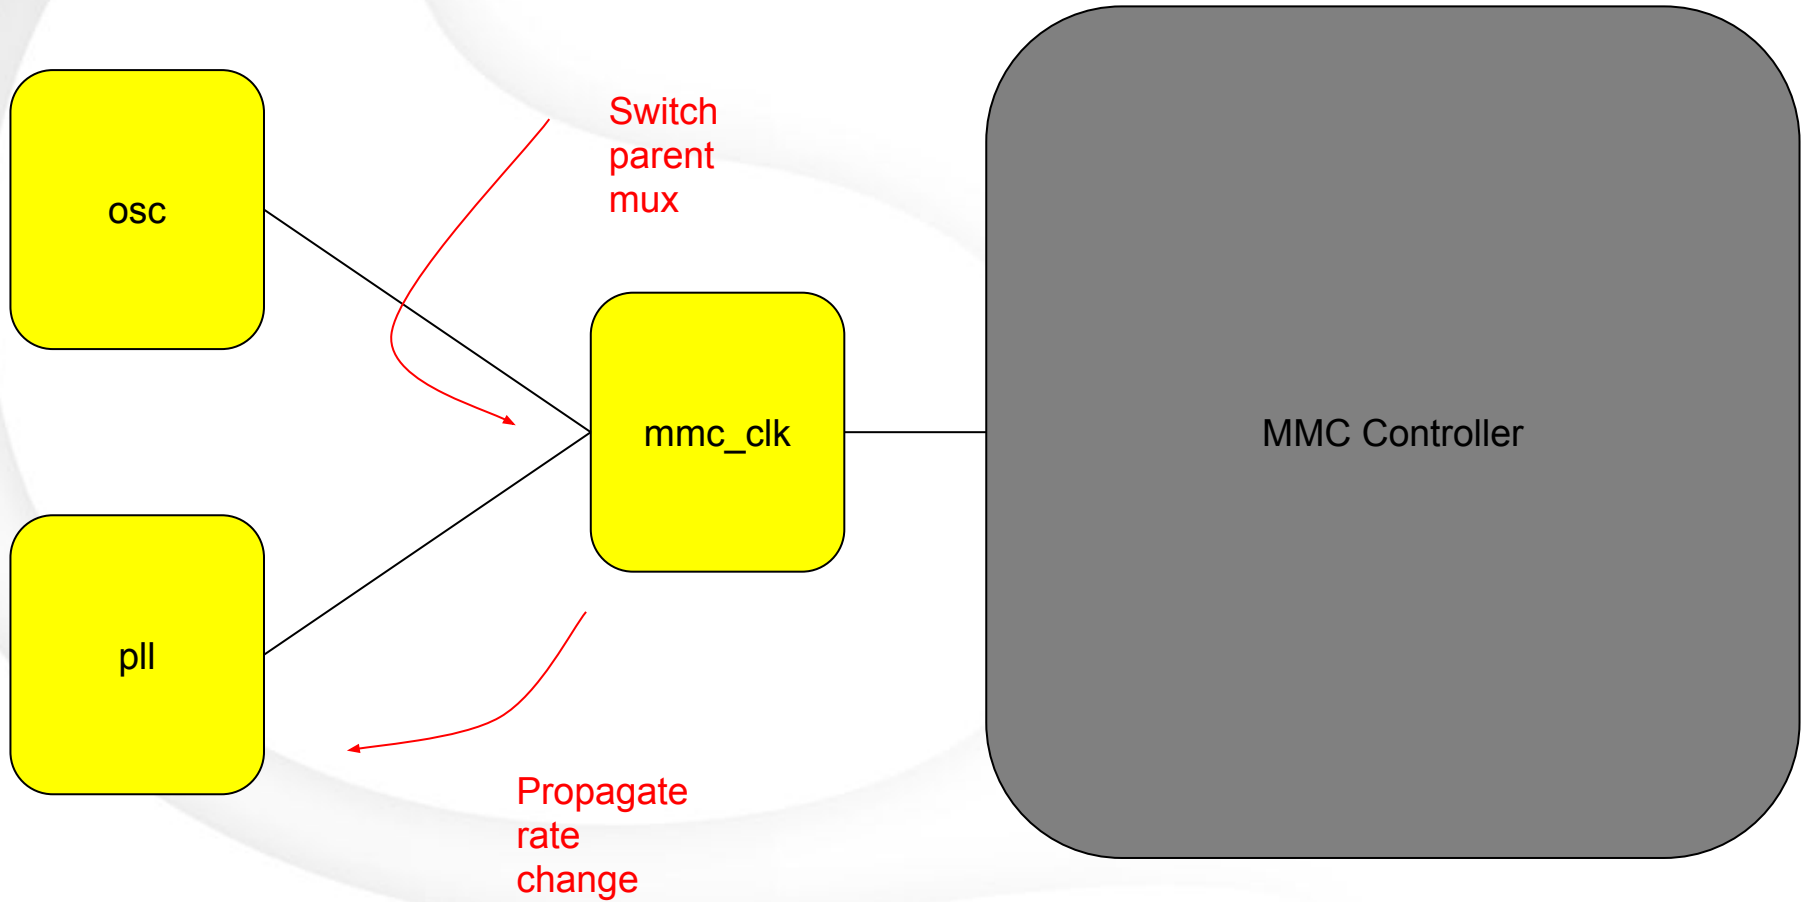 Switch
parent
mux
osc
mmc_clk
MMC Controller
pll
Propagate
rate
change